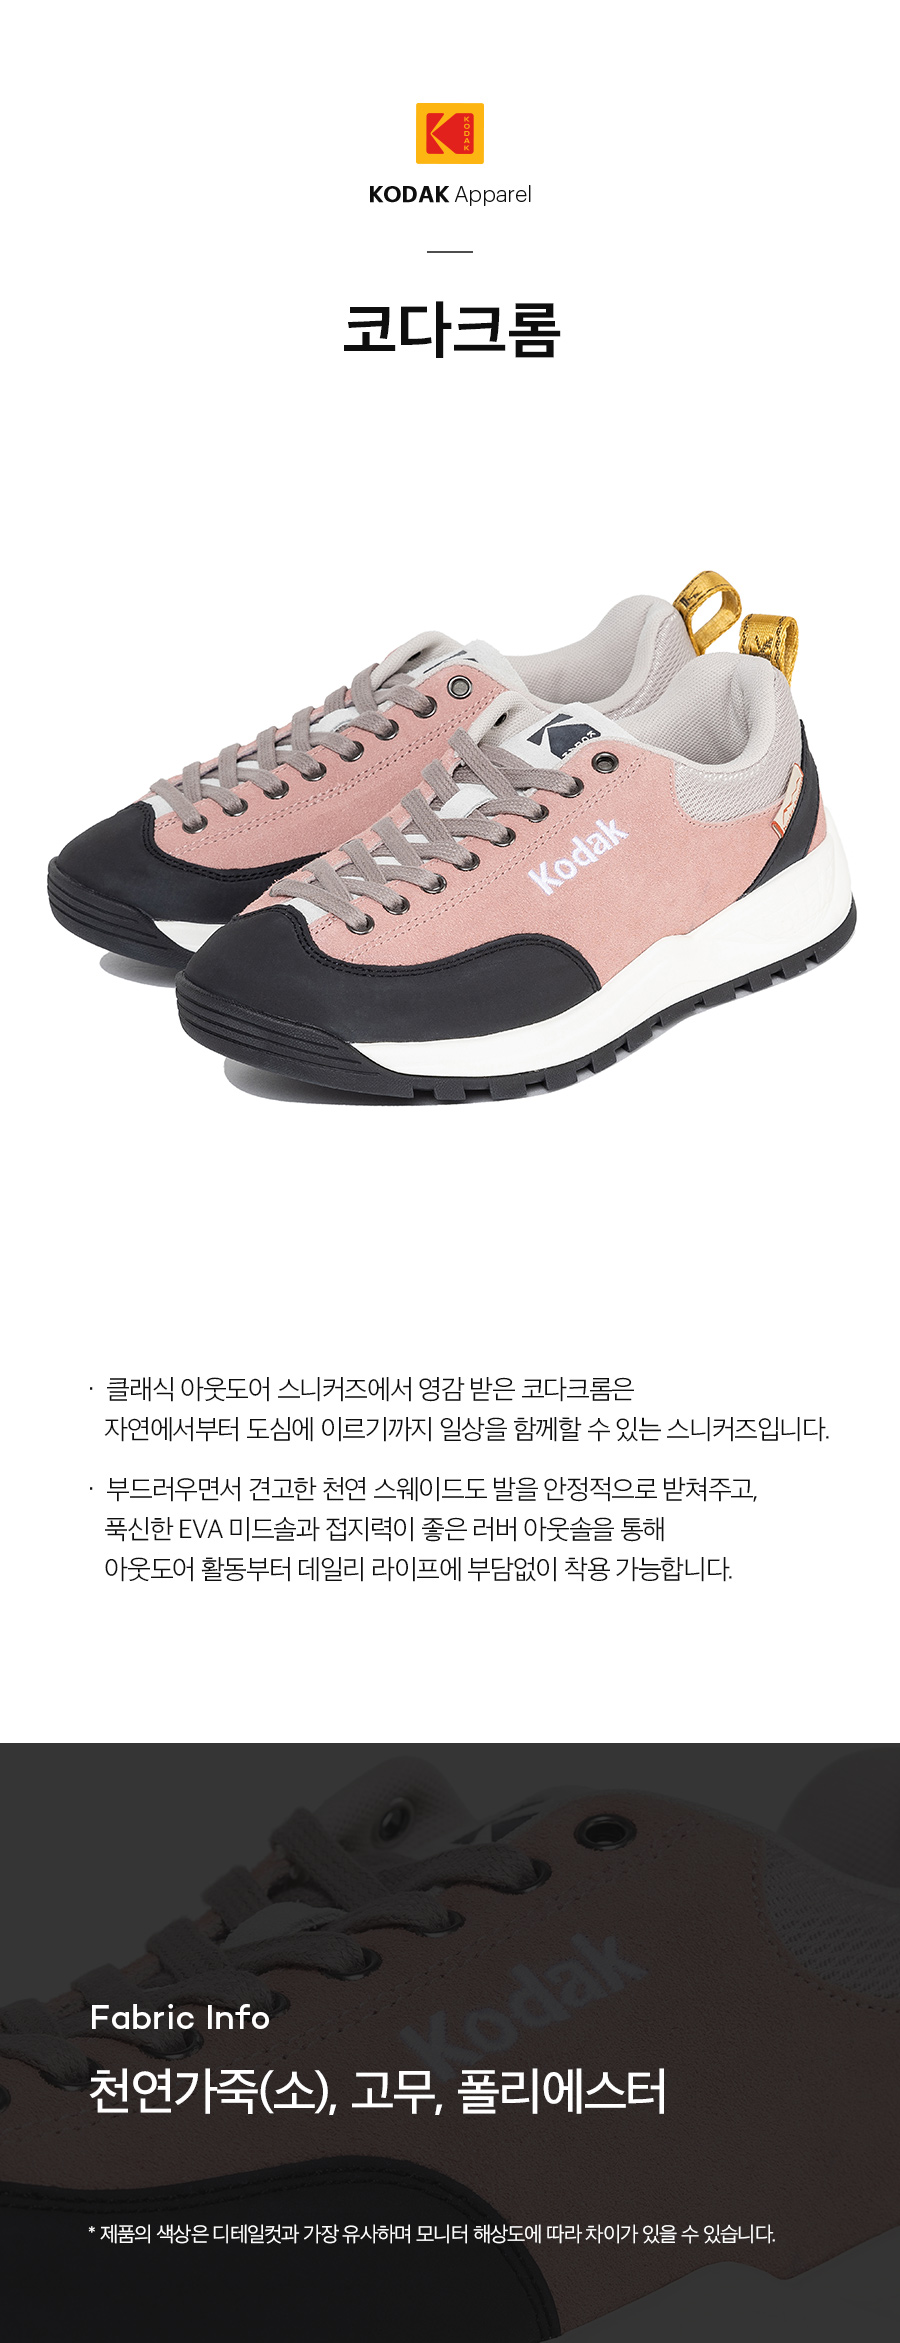 KODAK
KODAK Apparel
코다크롬
Kodak
· 클래식 아웃도어 스니커즈에서 영감 받은 코다크롬은
자연에서부터 도심에 이르기까지 일상을 함께할 수 있는 스니커즈입니다.
· 부드러우면서 견고한 천연 스웨이드도 발을 안정적으로 받쳐주고,
푹신한 EVA 미드솔과 접지력이 좋은 러버 아웃솔을 통해
아웃도어 활동부터 데일리 라이프에 부담없이 착용 가능합니다.
Kodak
Fabric Info
천연가죽(소), 고무, 폴리에스터
* 제품의 색상은 디테일컷과 가장 유사하며 모니터 해상도에 따라 차이가 있을 수 있습니다.